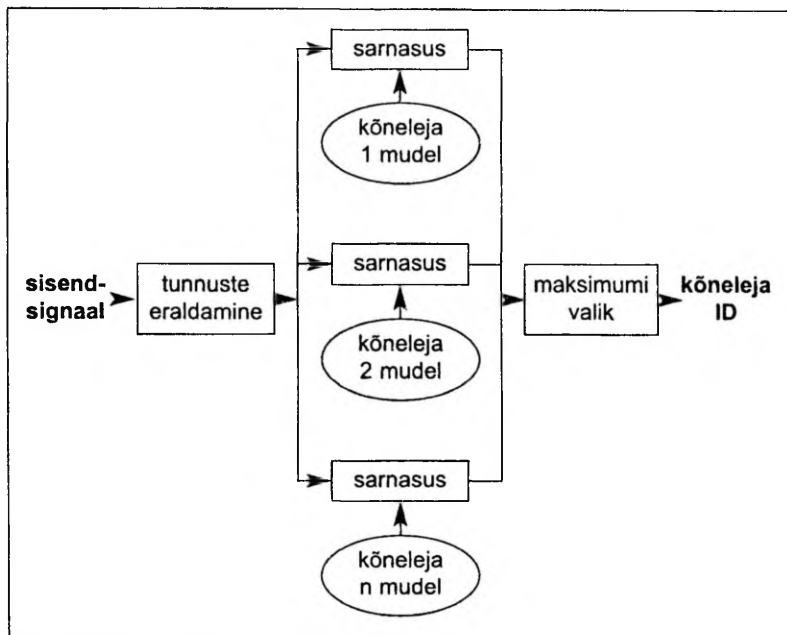 sarnasus
kõneleja
1 mudel
sisend-
signaal
tunnuste
eraldamine
sarnasus
kõneleja
2 mudel
maksimumi
valik
kõneleja
ID
sarnasus
kõneleja
n mudel